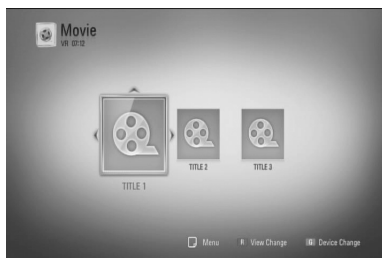 Movie
VR 07:12
TITLE 1
TITLE 2
TITLE 3
Menu
R View Change
G Device Change